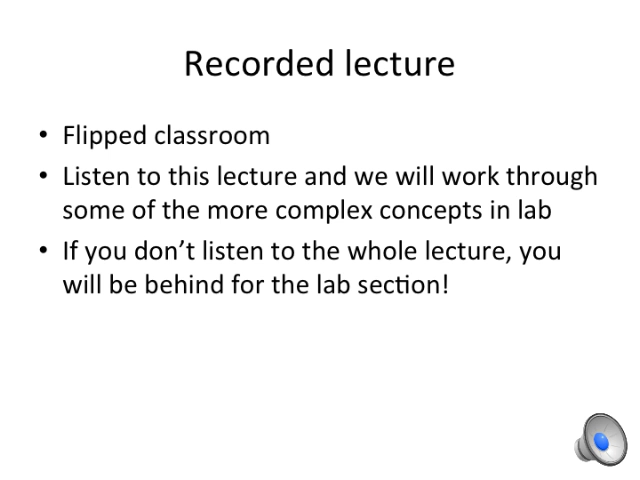 Recorded lecture
• Flipped classroom
• Listen to this lecture and we will work through
some of the more complex concepts in lab
• If you don’t listen to the whole lecture, you
will be behind for the lab section!